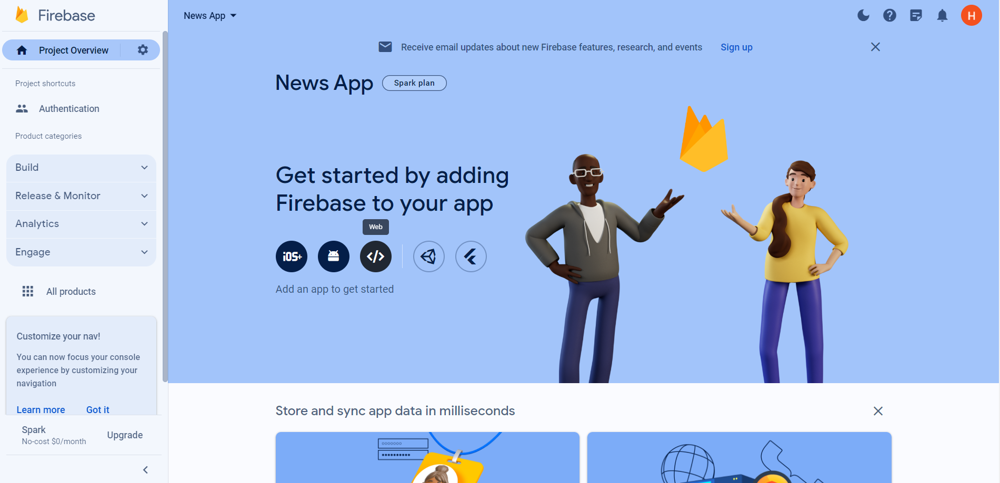 Firebase
News App
H
Receive email updates about new Firebase features, research, and events
Sign up
Project Overview
Project shortcuts
Authentication
Product categories
Build
Release & Monitor
Analytics
Engage
All products
Customize your nav!
You can now focus your console
experience by customizing your
navigation
Learn more
Got it
Spark
No-cost $0/month
Upgrade
News App
Spark plan
Get started by adding
Firebase to your app
Web
iOS+
Add an app to get started
Store and sync app data in milliseconds